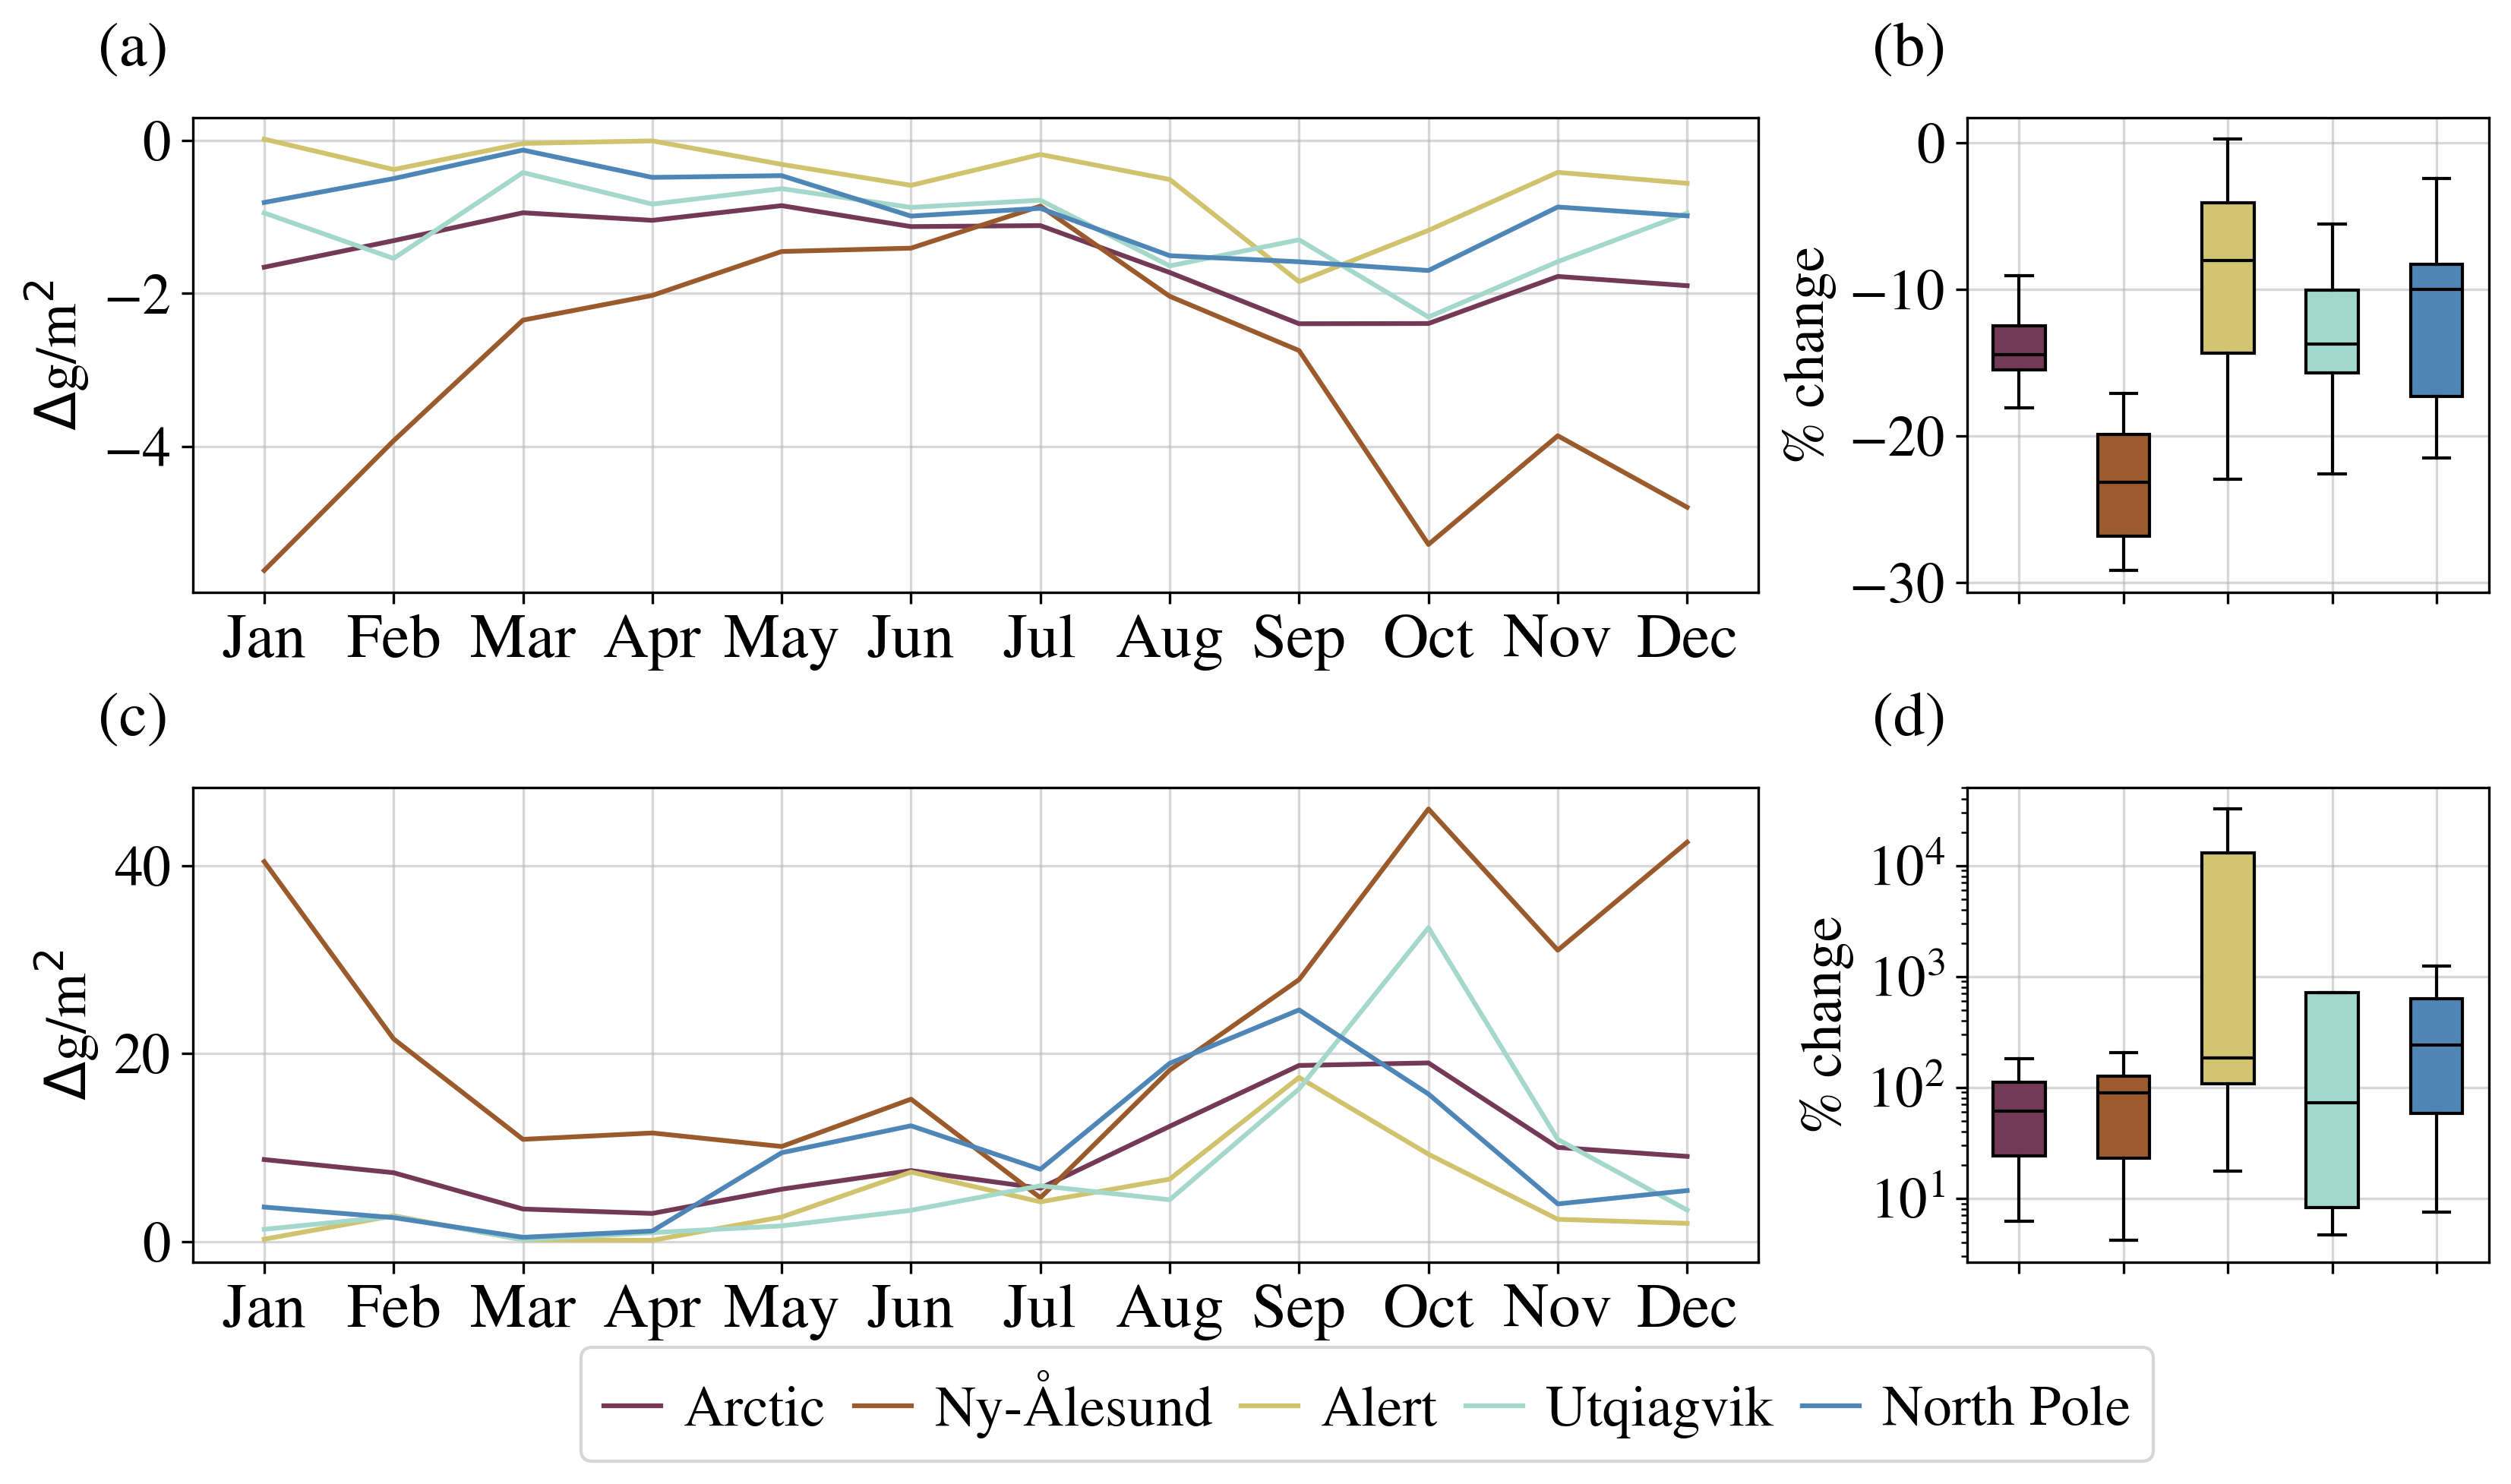 (a)
0
−2
−4
Δg/m²
Jan Feb Mar Apr May Jun Jul Aug Sep Oct Nov Dec
(b)
0
−10
−20
−30
% change
(c)
40
20
0
Δg/m²
Jan Feb Mar Apr May Jun Jul Aug Sep Oct Nov Dec
(d)
10⁴
10³
10²
10¹
% change
Arctic Ny-Ålesund Alert Utqiagvik North Pole